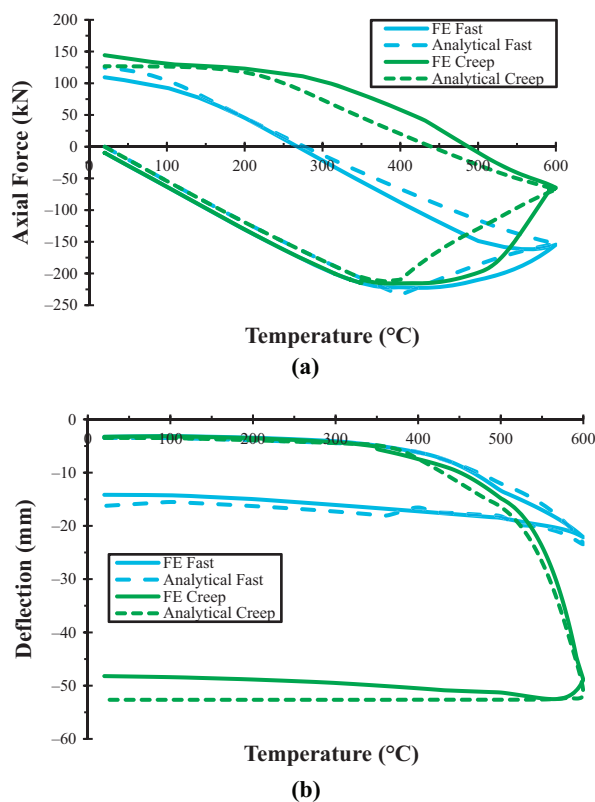 200
150
100
50
0
−50
−100
−150
−200
−250
0 100 200 300 400 500 600
Axial Force (kN)
FE Fast
Analytical Fast
FE Creep
Analytical Creep
Temperature (°C)
(a)
0
−10
−20
−30
−40
−50
−60
0 100 200 300 400 500 600
Deflection (mm)
FE Fast
Analytical Fast
FE Creep
Analytical Creep
Temperature (°C)
(b)